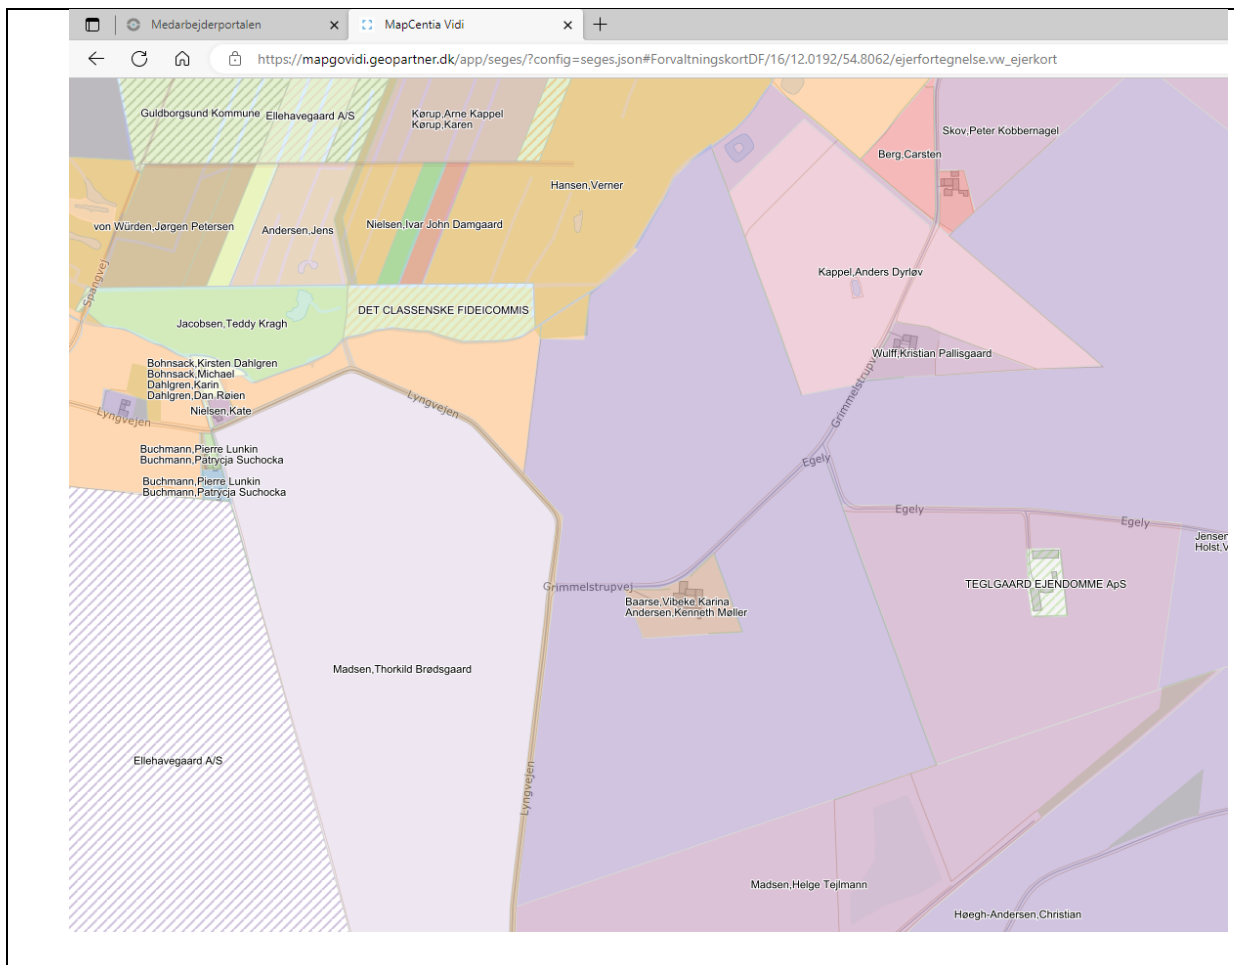 Medarbejderportalen
MapCentia Vidi
https://mapgovidi.geopartner.dk/app/seges/?config=seges.json#ForvaltningskortDF/16/12.0192/54.8062/ejerfortegnelse.vw_ejerkort
Guldborgsund Kommune
Ellehavegaard A/S
Kørup,Arne Kappel
Kørup,Karen
Skov,Peter Kobbernagel
Berg,Carsten
Hansen,Verner
von Würden,Jørgen Petersen
Andersen,Jens
Nielsen,Ivar John Damgaard
Spangvej
Kappel,Anders Dyrløv
Jacobsen,Teddy Kragh
DET CLASSENSKE FIDEICOMMIS
Wulff,Kristian Pallisgaard
Bohnsack,Kirsten Dahlgren
Bohnsack,Michael
Dahlgren,Karin
Dahlgren,Dan Røien
Nielsen,Kate
Lyngvejen
Lyngvejen
Grimmelstrupvej
Buchmann,Pierre Lunkin
Buchmann,Patrycja Suchocka
Egely
Buchmann,Pierre Lunkin
Buchmann,Patrycja Suchocka
Egely
Egely
Jensen
Holst,V
Grimmelstrupvej
TEGLGAARD EJENDOMME ApS
Baarse,Vibeke Karina
Andersen,Kenneth Møller
Madsen,Thorkild Brødsgaard
Ellehavegaard A/S
Lyngvejen
Madsen,Helge Tejlmann
Høegh-Andersen,Christian